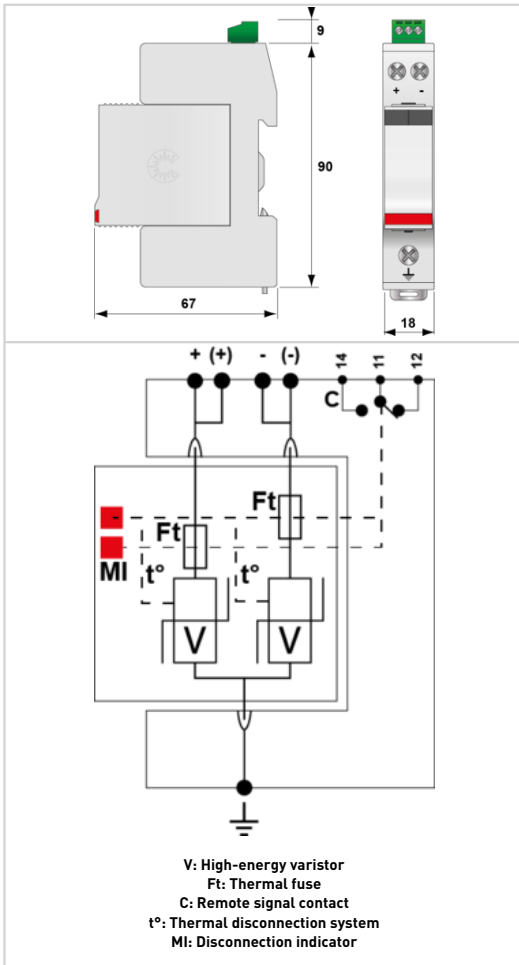 9
+ -
90
67
18
+ (+) - (-) 14 11 12
C
Ft
Ft
MI
t° t°
V V
V: High-energy varistor
Ft: Thermal fuse
C: Remote signal contact
t°: Thermal disconnection system
MI: Disconnection indicator